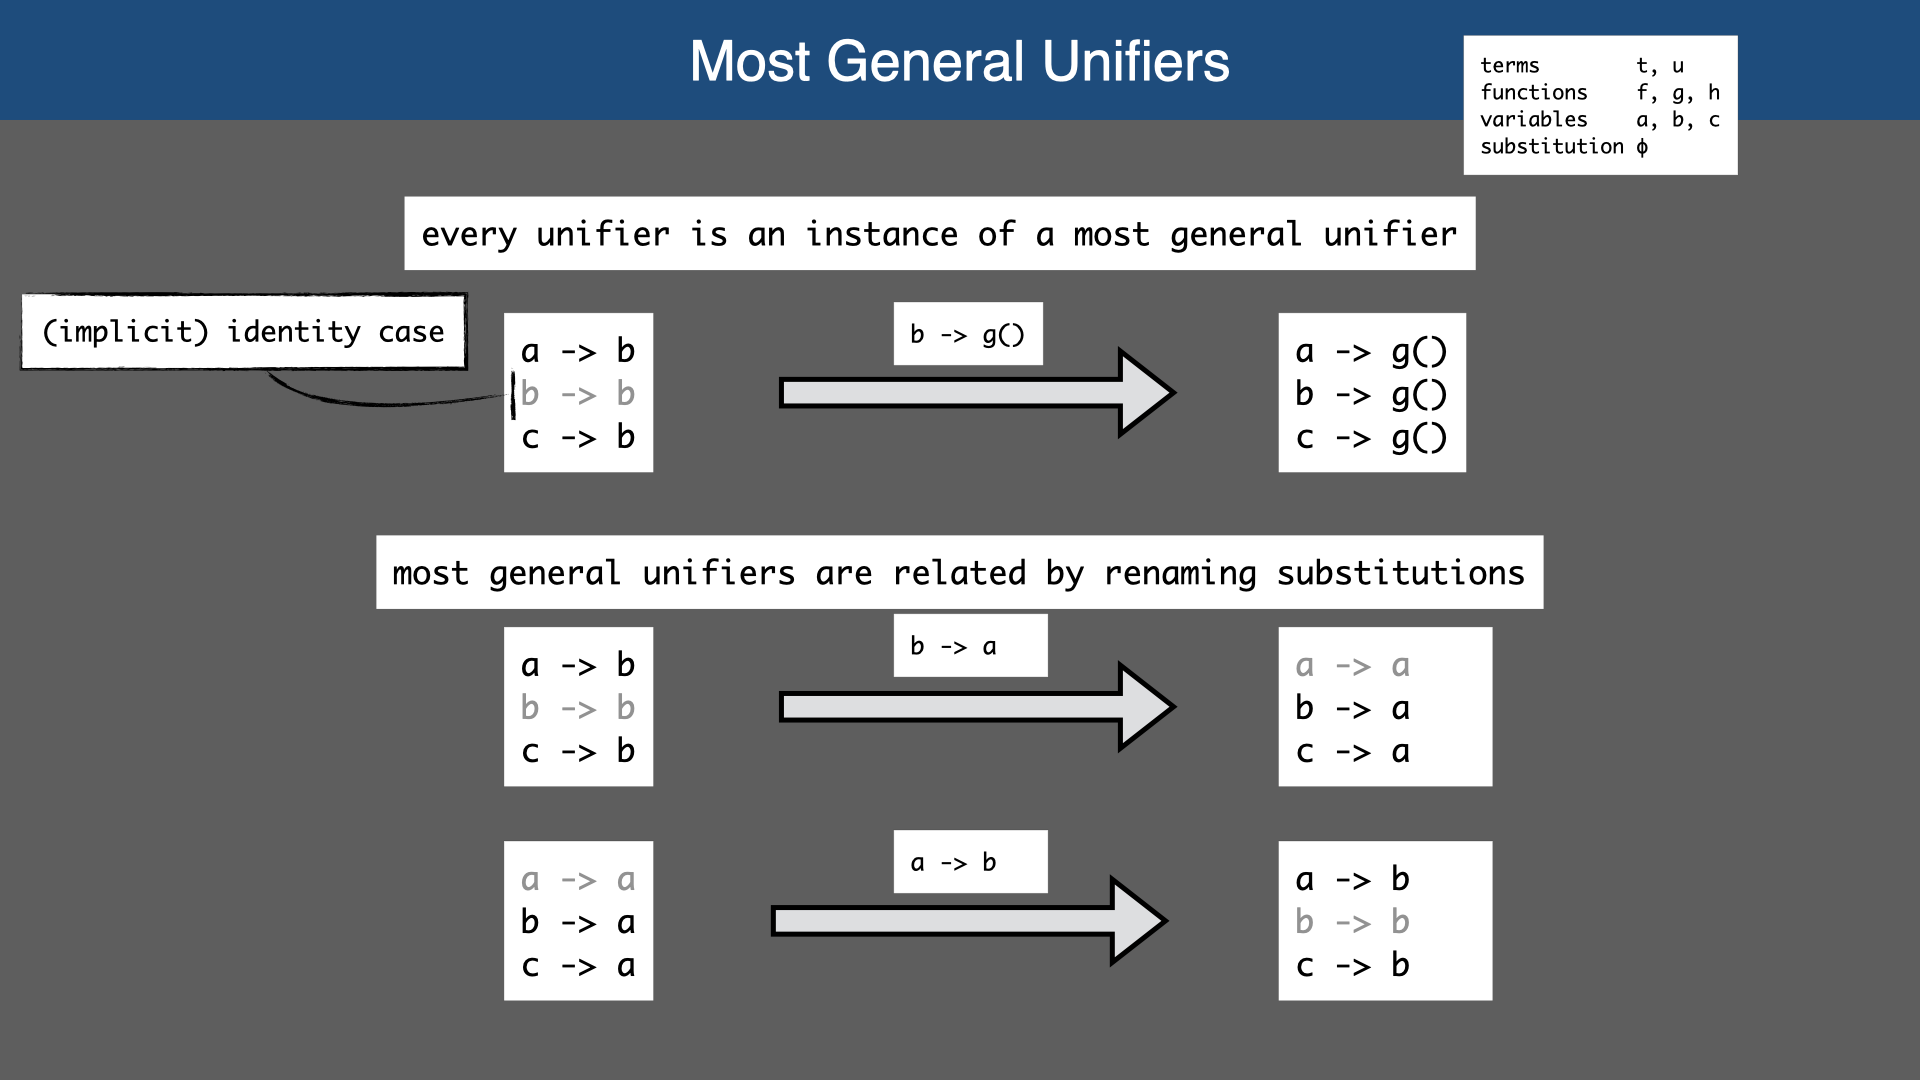 Most General Unifiers
terms t, u
functions f, g, h
variables a, b, c
substitution ϕ
every unifier is an instance of a most general unifier
(implicit) identity case
a -> b
b -> b
c -> b
b -> g()
a -> g()
b -> g()
c -> g()
most general unifiers are related by renaming substitutions
a -> b
b -> b
c -> b
b -> a
a -> a
b -> a
c -> a
a -> a
b -> a
c -> a
a -> b
a -> b
b -> b
c -> b